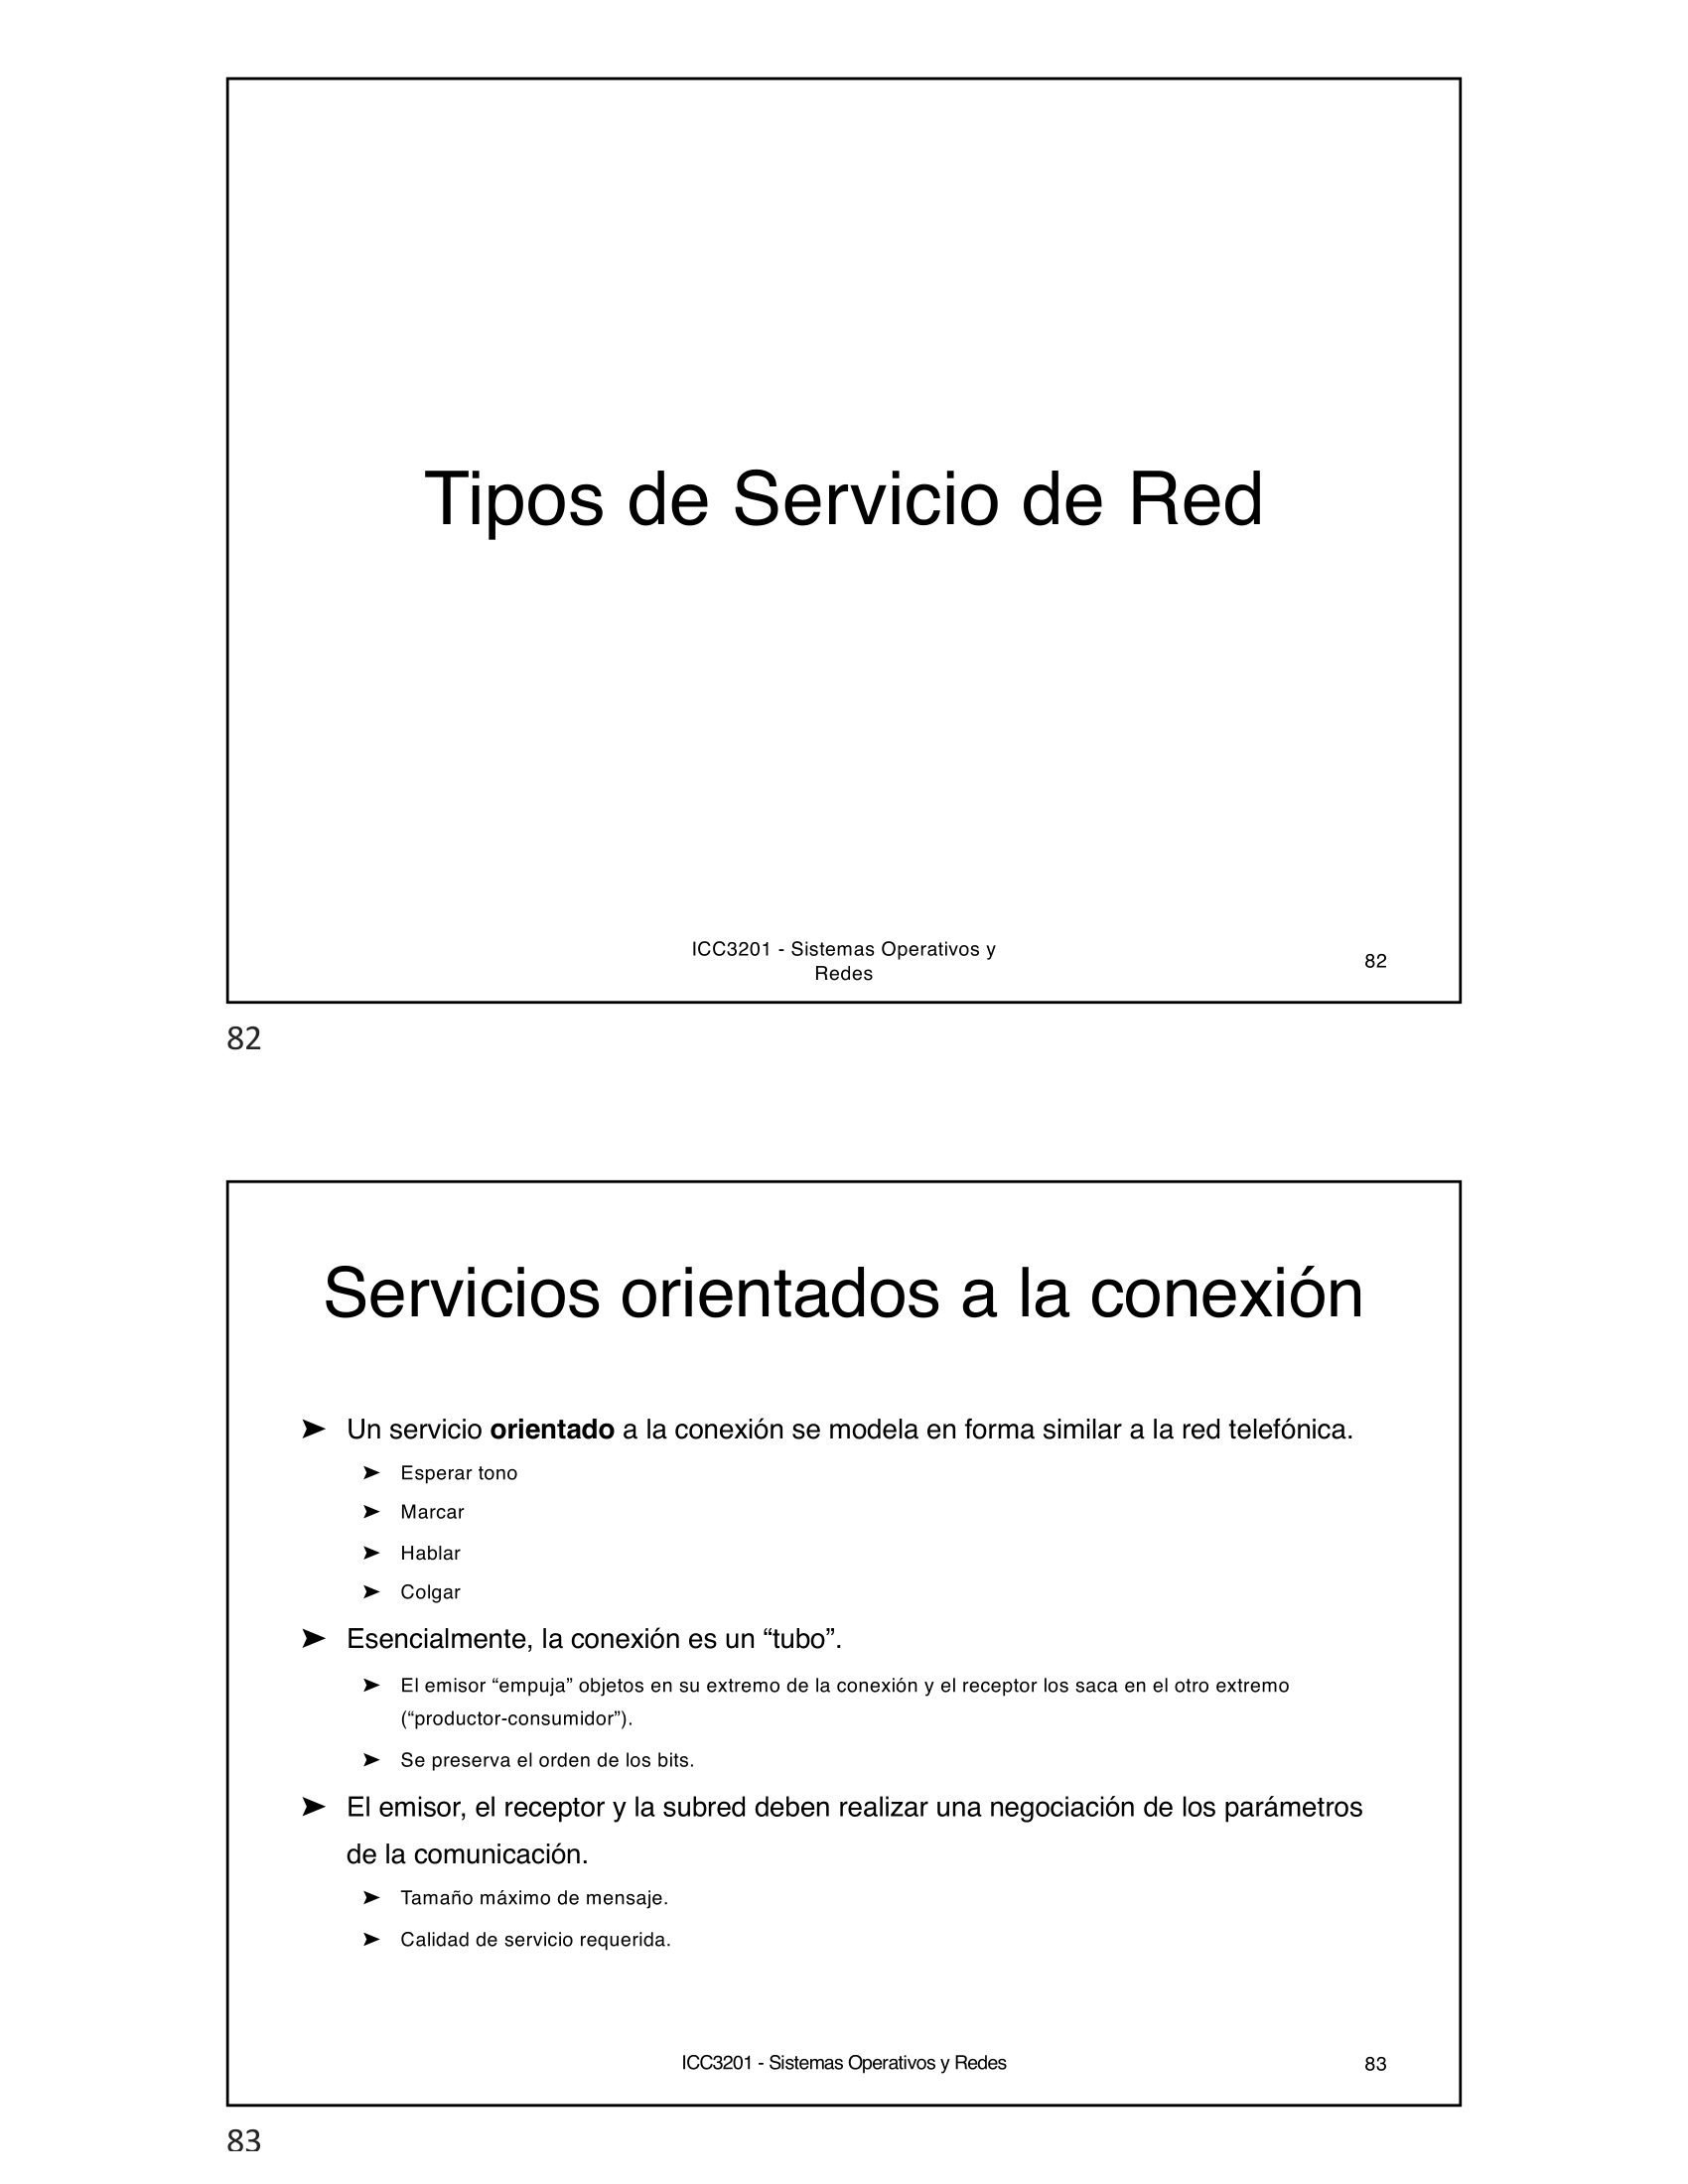 Tipos de Servicio de Red
ICC3201 - Sistemas Operativos y
Redes
82
82
Servicios orientados a la conexión
➤ Un servicio orientado a la conexión se modela en forma similar a la red telefónica.
➤ Esperar tono
➤ Marcar
➤ Hablar
➤ Colgar
➤ Esencialmente, la conexión es un “tubo”.
➤ El emisor “empuja” objetos en su extremo de la conexión y el receptor los saca en el otro extremo
(“productor-consumidor”).
➤ Se preserva el orden de los bits.
➤ El emisor, el receptor y la subred deben realizar una negociación de los parámetros
de la comunicación.
➤ Tamaño máximo de mensaje.
➤ Calidad de servicio requerida.
ICC3201 - Sistemas Operativos y Redes
83
83